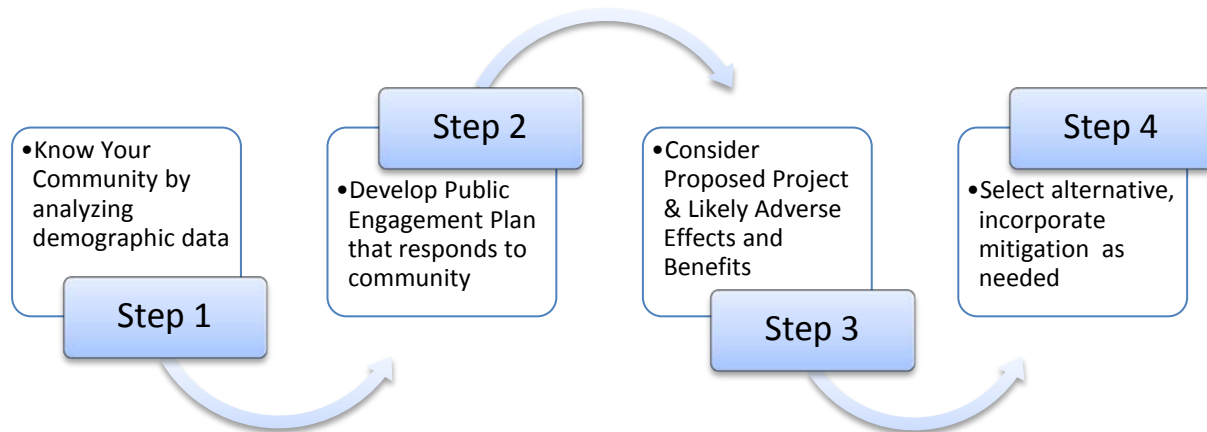 •Know Your
Community by
analyzing
demographic data
Step 1
Step 2
•Develop Public
Engagement Plan
that responds to
community
•Consider
Proposed Project
& Likely Adverse
Effects and
Benefits
Step 3
Step 4
•Select alternative,
incorporate
mitigation as
needed